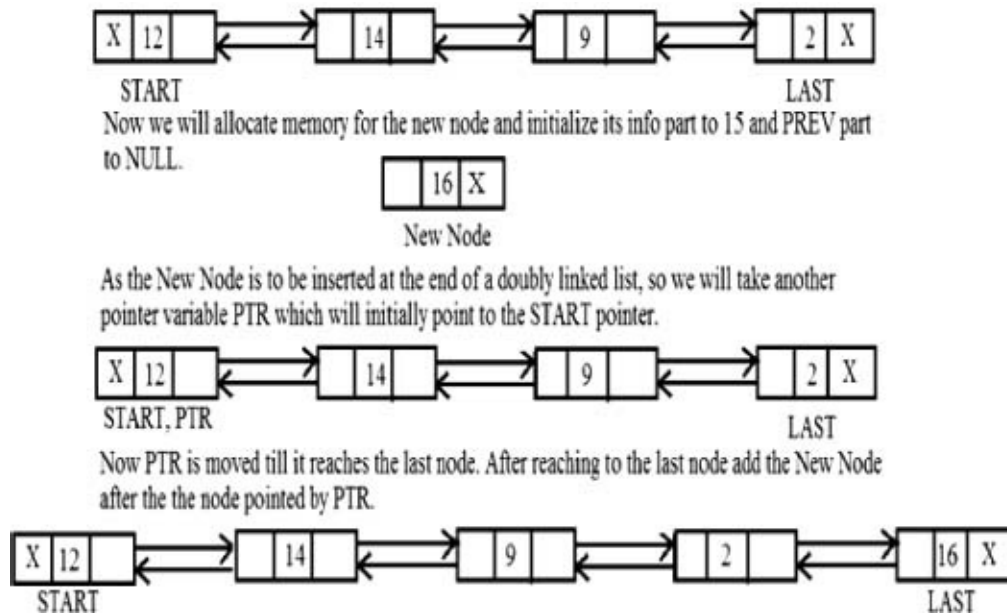 X 12 14 9 2 X
START LAST
Now we will allocate memory for the new node and initialize its info part to 15 and PREV part
to NULL.
16 X
New Node
As the New Node is to be inserted at the end of a doubly linked list, so we will take another
pointer variable PTR which will initially point to the START pointer.
X 12 14 9 2 X
START, PTR LAST
Now PTR is moved till it reaches the last node. After reaching to the last node add the New Node
after the the node pointed by PTR.
X 12 14 9 2 16 X
START LAST